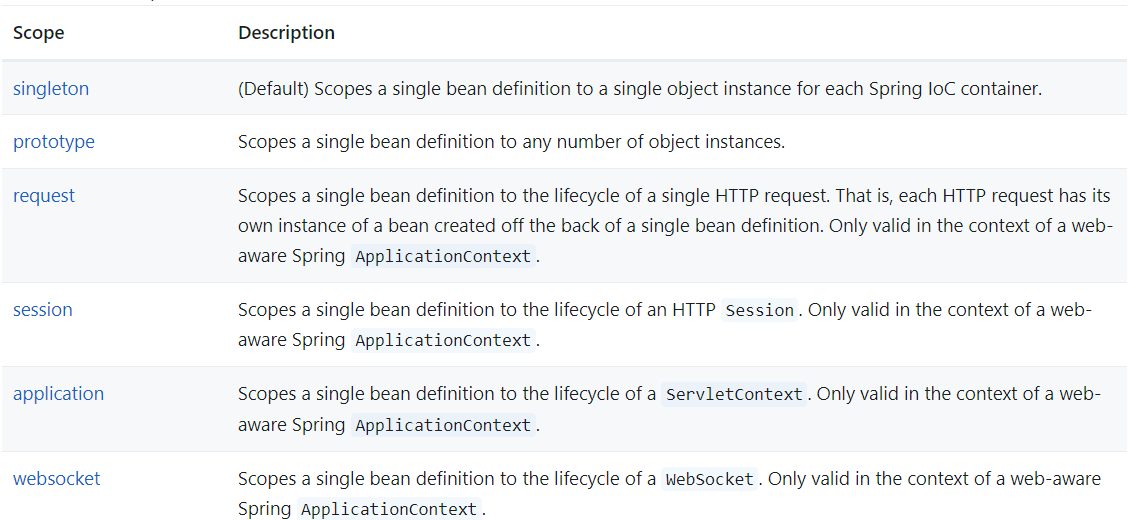 Scope Description
singleton (Default) Scopes a single bean definition to a single object instance for each Spring IoC container.
prototype Scopes a single bean definition to any number of object instances.
request Scopes a single bean definition to the lifecycle of a single HTTP request. That is, each HTTP request has its
own instance of a bean created off the back of a single bean definition. Only valid in the context of a web-
aware Spring ApplicationContext.
session Scopes a single bean definition to the lifecycle of an HTTP Session. Only valid in the context of a web-
aware Spring ApplicationContext.
application Scopes a single bean definition to the lifecycle of a ServletContext. Only valid in the context of a web-
aware Spring ApplicationContext.
websocket Scopes a single bean definition to the lifecycle of a WebSocket. Only valid in the context of a web-aware
Spring ApplicationContext.